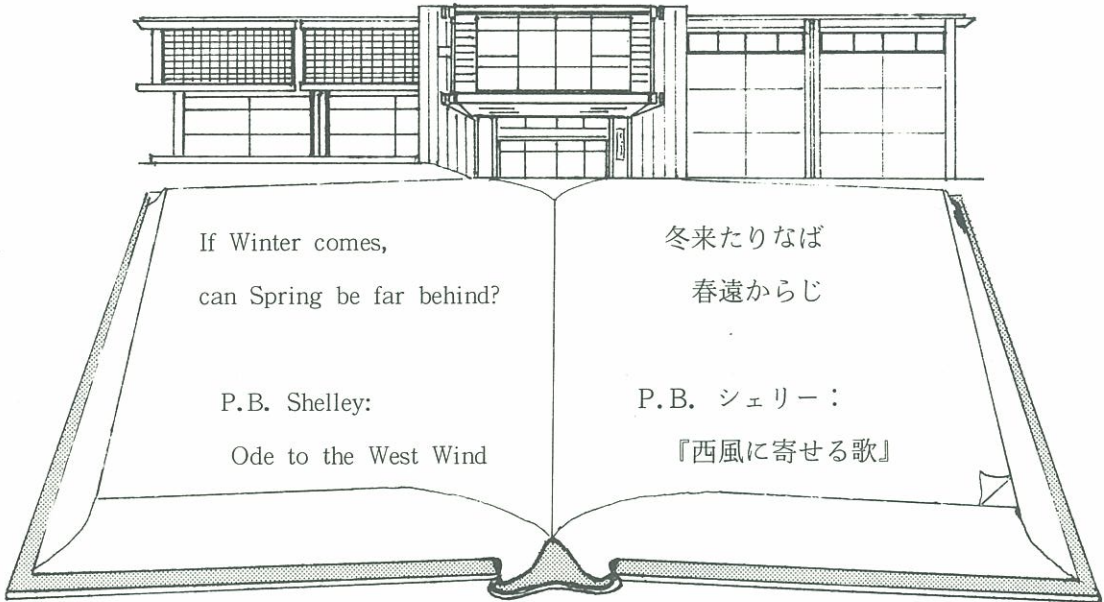 If Winter comes,
can Spring be far behind?
P.B. Shelley:
Ode to the West Wind
冬来たりなば
春遠からじ
P.B. シェリー：
『西風に寄せる歌』